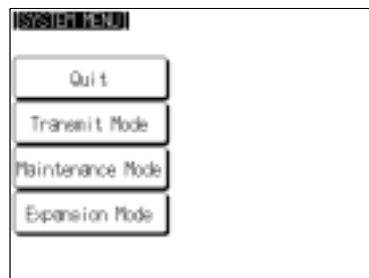 [SYSTEM MENU]
Quit
Transmit Mode
Maintenance Mode
Expansion Mode